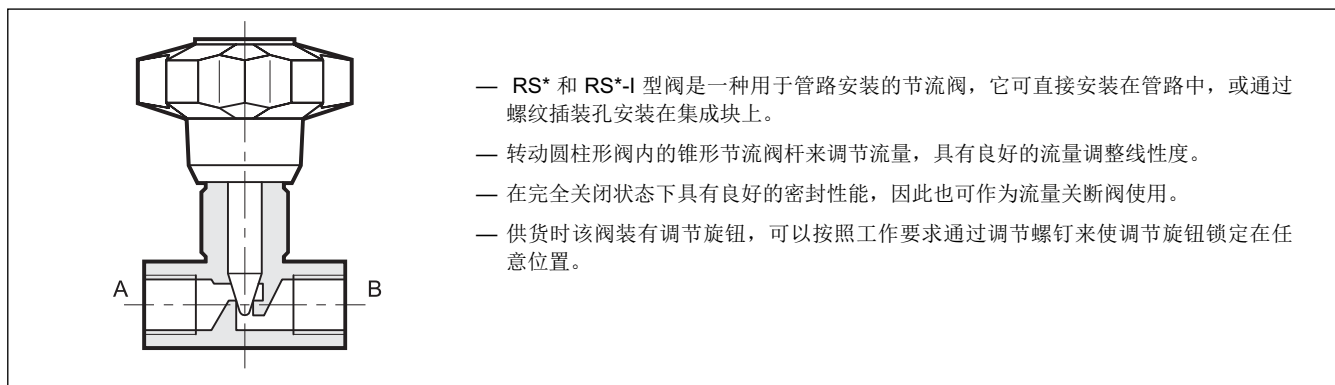 — RS* 和 RS*-I 型阀是一种用于管路安装的节流阀，它可直接安装在管路中，或通过
螺纹插装孔安装在集成块上。
— 转动圆柱形阀内的锥形节流阀杆来调节流量，具有良好的流量调整线性度。
— 在完全关闭状态下具有良好的密封性能，因此也可作为流量关断阀使用。
— 供货时该阀装有调节旋钮，可以按照工作要求通过调节螺钉来使调节旋钮锁定在任
意位置。
A
B